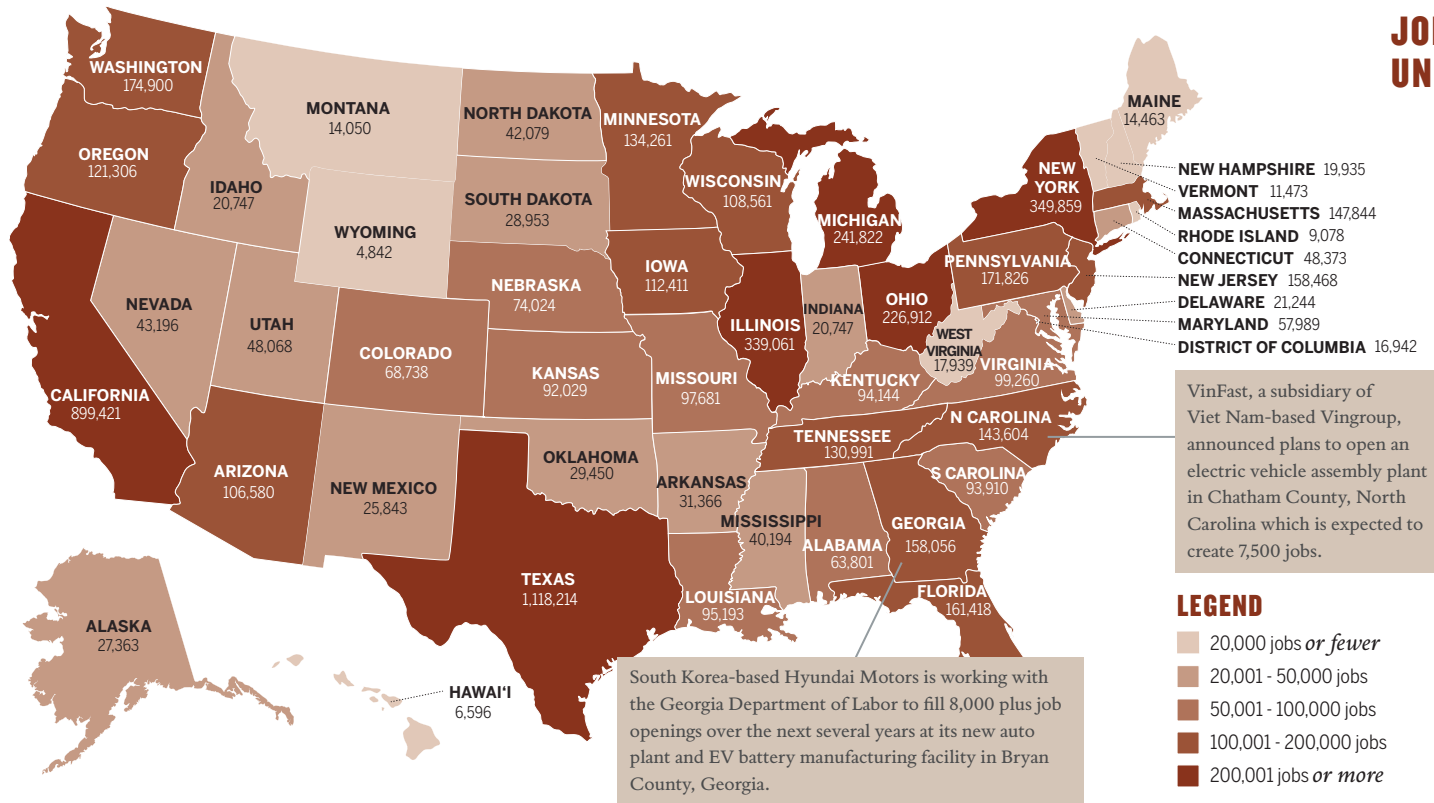 JO
UN
WASHINGTON
174,900
OREGON
121,306
CALIFORNIA
899,421
NEVADA
43,196
IDAHO
20,747
MONTANA
14,050
WYOMING
4,842
UTAH
48,068
ARIZONA
106,580
COLORADO
68,738
NEW MEXICO
25,843
NORTH DAKOTA
42,079
SOUTH DAKOTA
28,953
NEBRASKA
74,024
KANSAS
92,029
OKLAHOMA
29,450
TEXAS
1,118,214
MINNESOTA
134,261
IOWA
112,411
MISSOURI
97,681
ARKANSAS
31,366
LOUISIANA
95,193
WISCONSIN
108,561
ILLINOIS
339,061
MICHIGAN
241,822
INDIANA
20,747
OHIO
226,912
KENTUCKY
94,144
TENNESSEE
130,991
MISSISSIPPI
40,194
ALABAMA
63,801
GEORGIA
158,056
FLORIDA
161,418
S CAROLINA
93,910
N CAROLINA
143,604
VIRGINIA
99,260
WEST
VIRGINIA
17,939
PENNSYLVANIA
171,826
NEW
YORK
349,859
MAINE
14,463
NEW HAMPSHIRE 19,935
VERMONT 11,473
MASSACHUSETTS 147,844
RHODE ISLAND 9,078
CONNECTICUT 48,373
NEW JERSEY 158,468
DELAWARE 21,244
MARYLAND 57,989
DISTRICT OF COLUMBIA 16,942
ALASKA
27,363
HAWAIʻI
6,596
VinFast, a subsidiary of
Viet Nam-based Vingroup,
announced plans to open an
electric vehicle assembly plant
in Chatham County, North
Carolina which is expected to
create 7,500 jobs.
South Korea-based Hyundai Motors is working with
the Georgia Department of Labor to fill 8,000 plus job
openings over the next several years at its new auto
plant and EV battery manufacturing facility in Bryan
County, Georgia.
LEGEND
20,000 jobs or fewer
20,001 - 50,000 jobs
50,001 - 100,000 jobs
100,001 - 200,000 jobs
200,001 jobs or more